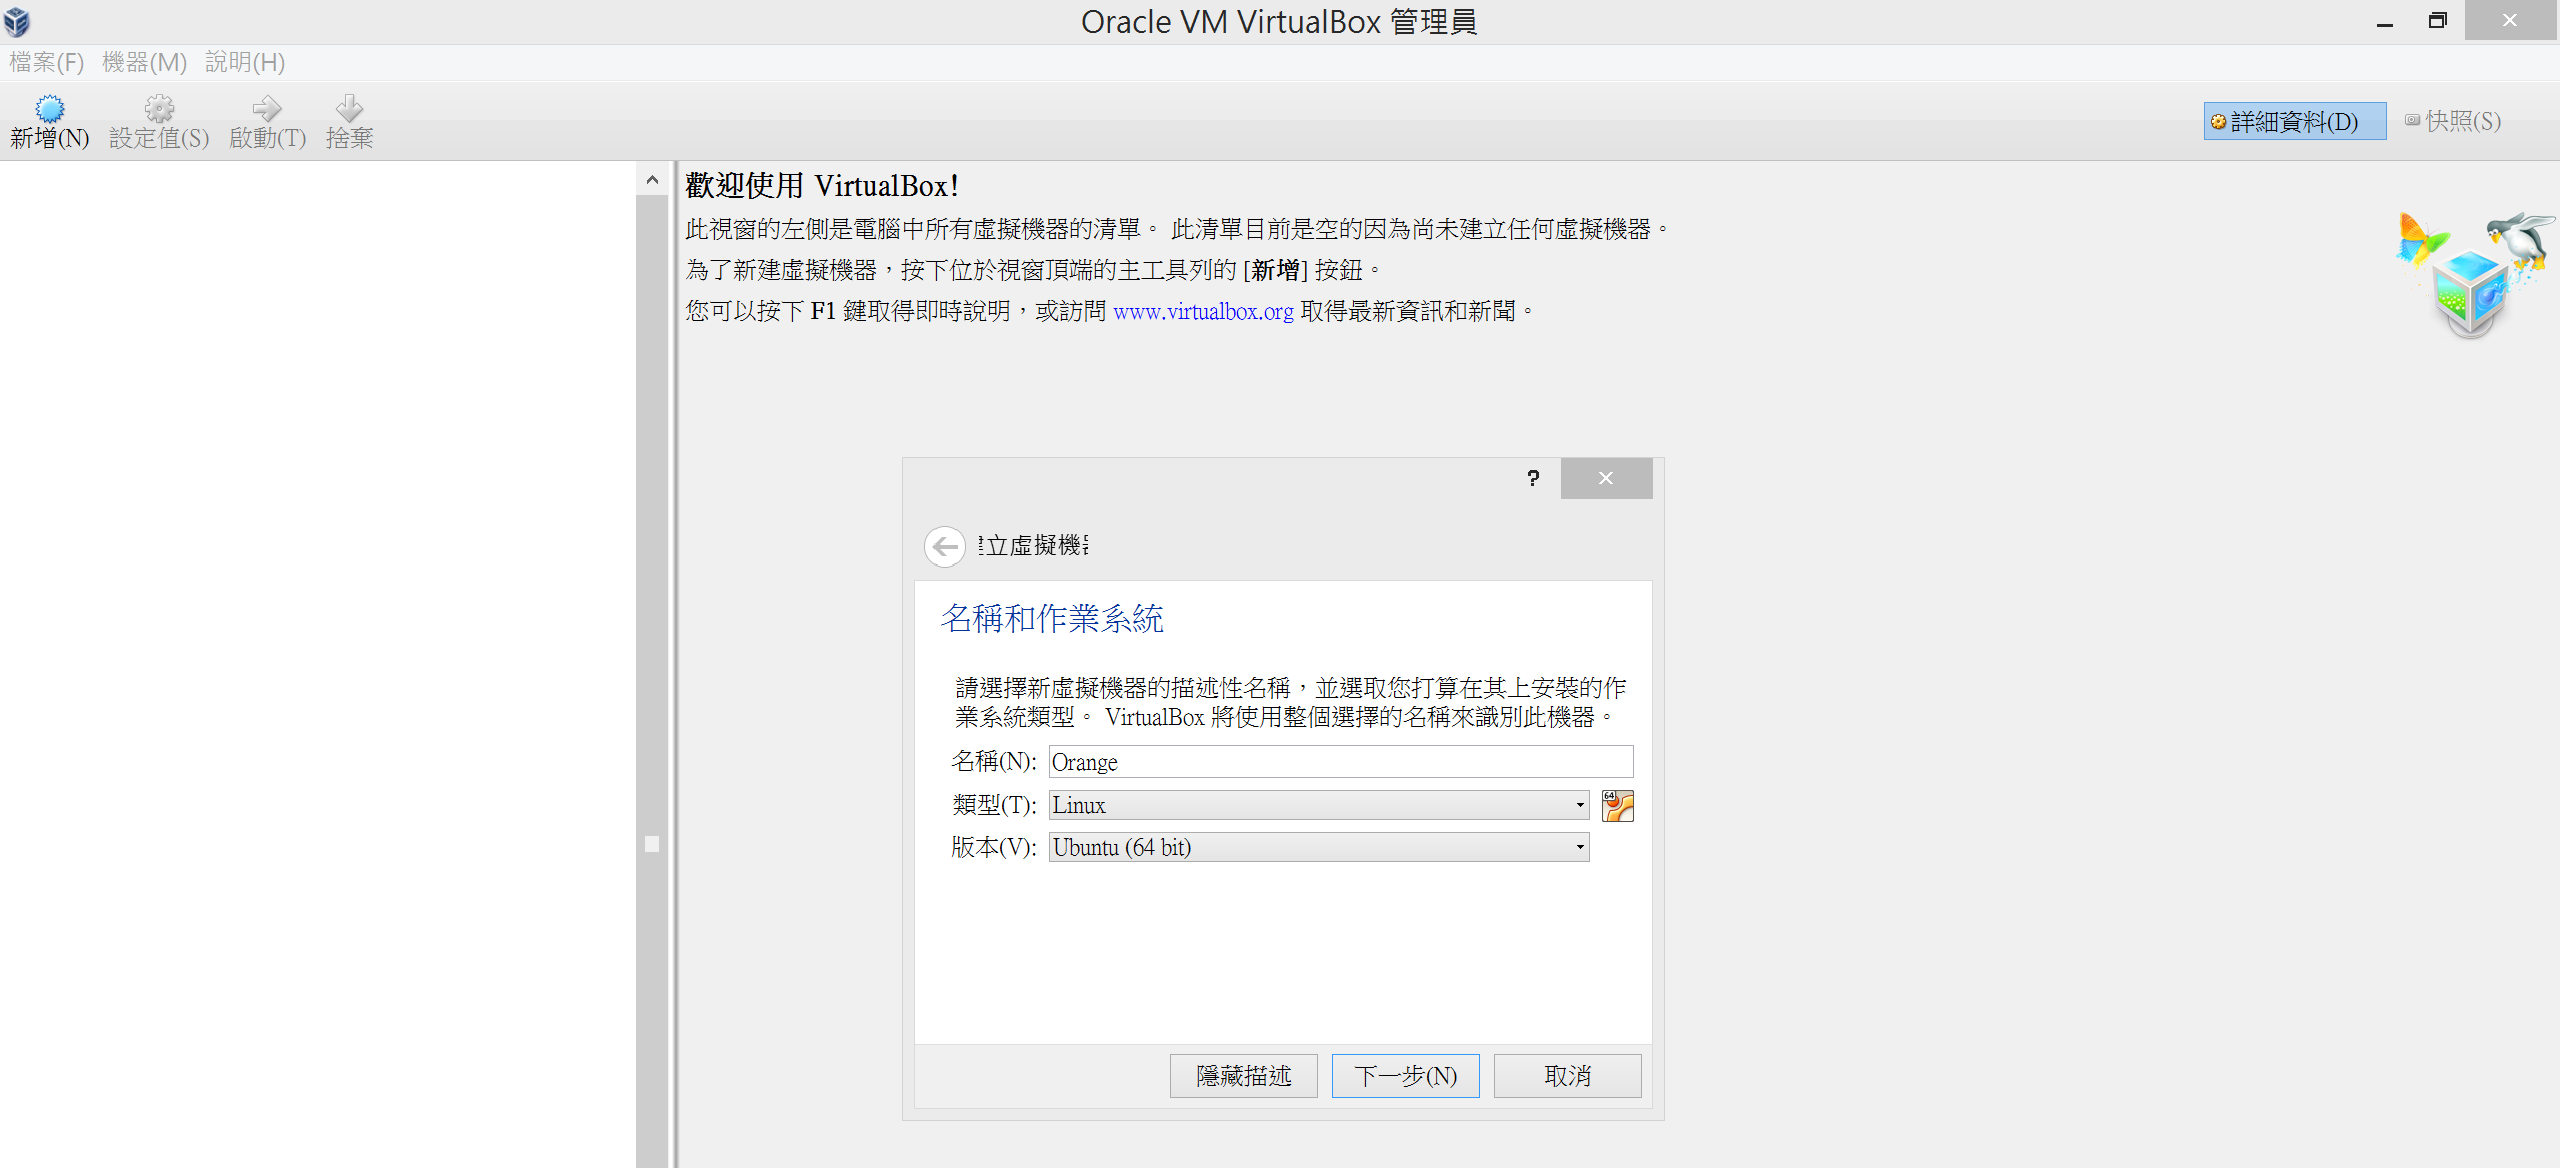 Oracle VM VirtualBox 管理員
檔案(F) 機器(M) 說明(H)
新增(N) 設定值(S) 啟動(T) 捨棄
詳細資料(D) 快照(S)
歡迎使用 VirtualBox!
此視窗的左側是電腦中所有虛擬機器的清單。 此清單目前是空的因為尚未建立任何虛擬機器。
為了新建虛擬機器，按下位於視窗頂端的主工具列的 [新增] 按鈕。
您可以按下 F1 鍵取得即時說明，或訪問 www.virtualbox.org 取得最新資訊和新聞。
?
建立虛擬機器
名稱和作業系統
請選擇新虛擬機器的描述性名稱，並選取您打算在其上安裝的作
業系統類型。 VirtualBox 將使用整個選擇的名稱來識別此機器。
名稱(N): Orange
類型(T): Linux
64
版本(V): Ubuntu (64 bit)
隱藏描述 下一步(N) 取消